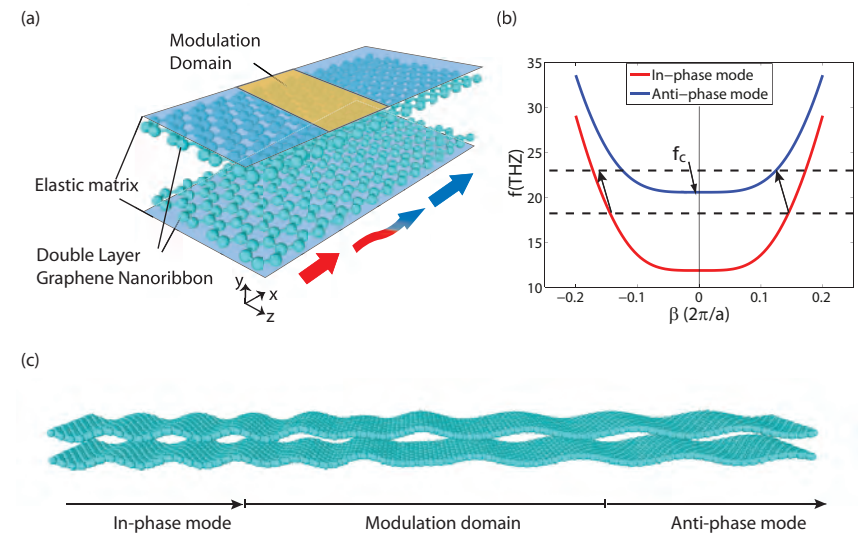 (a)
Modulation
Domain
Elastic matrix
Double Layer
Graphene Nanoribbon
y
x
z
(b)
In-phase mode
Anti-phase mode
f(THZ)
35
30
25
20
15
10
fc
−0.2
−0.1
0
0.1
0.2
β (2π/a)
(c)
In-phase mode
Modulation domain
Anti-phase mode